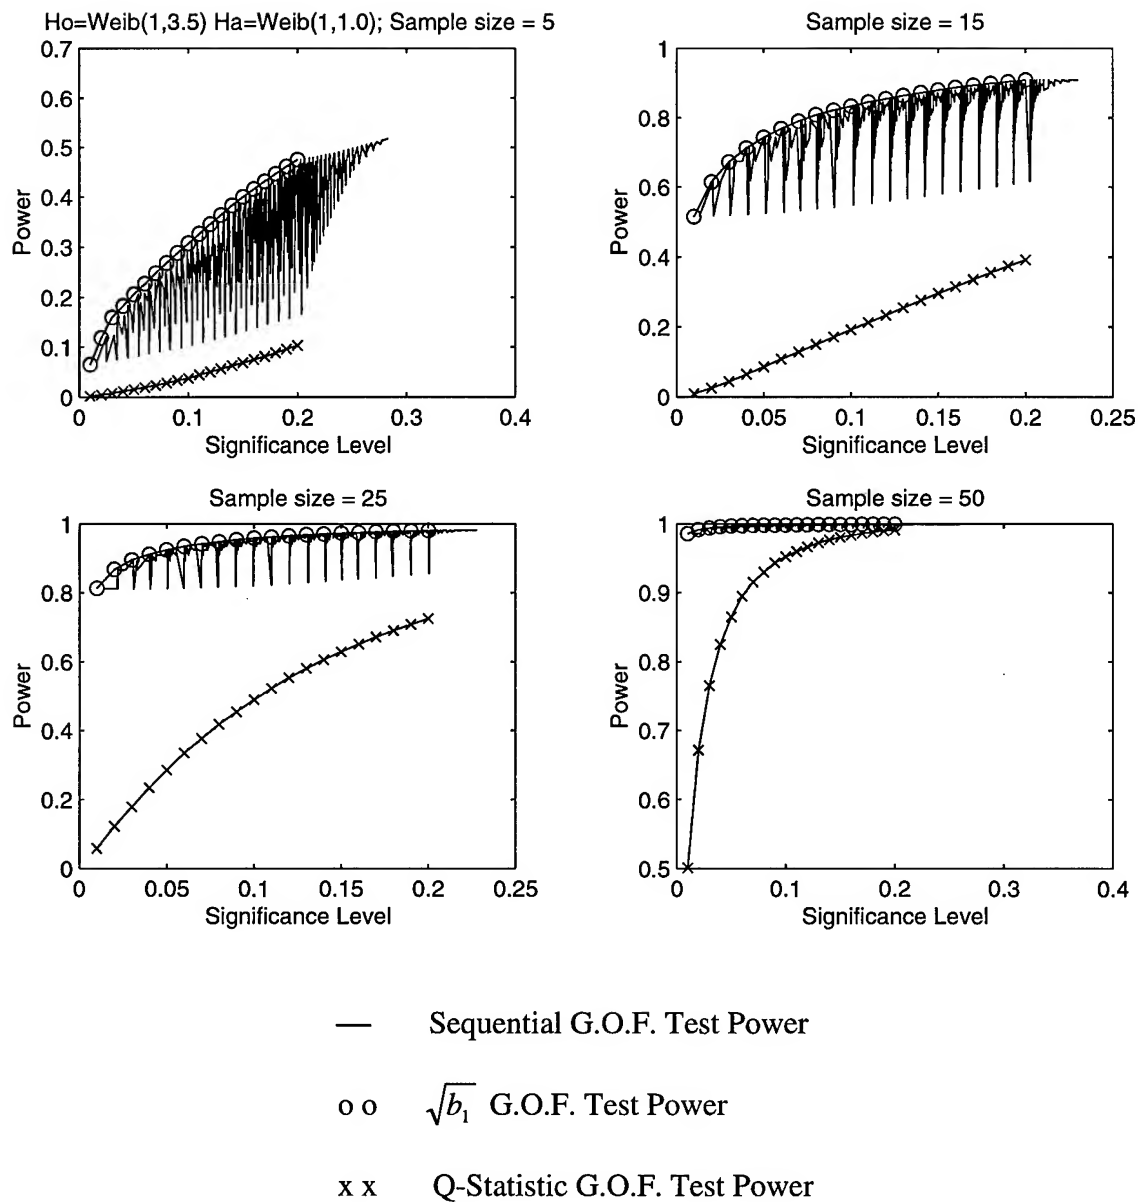 Ho=Weib(1,3.5) Ha=Weib(1,1.0); Sample size = 5
0.7
0.6
0.5
0.4
0.3
0.2
0.1
0
Power
0 0.1 0.2 0.3 0.4
Significance Level
Sample size = 15
1
0.8
0.6
0.4
0.2
0
Power
0 0.05 0.1 0.15 0.2 0.25
Significance Level
Sample size = 25
1
0.8
0.6
0.4
0.2
0
Power
0 0.05 0.1 0.15 0.2 0.25
Significance Level
Sample size = 50
1
0.9
0.8
0.7
0.6
0.5
Power
0 0.1 0.2 0.3 0.4
Significance Level
— Sequential G.O.F. Test Power
o o √b₁ G.O.F. Test Power
x x Q-Statistic G.O.F. Test Power